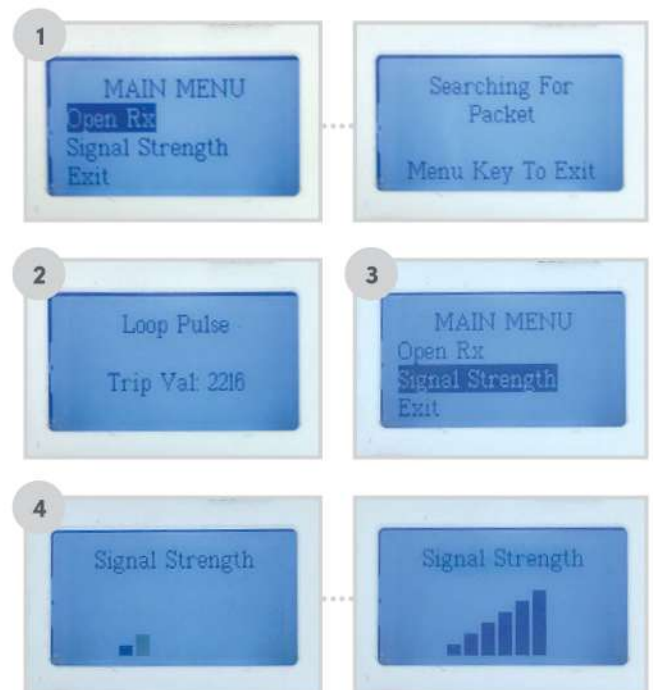 1
MAIN MENU
Open Rx
Signal Strength
Exit
Searching For
Packet
Menu Key To Exit
2
Loop Pulse
Trip Val: 2216
3
MAIN MENU
Open Rx
Signal Strength
Exit
4
Signal Strength
Signal Strength